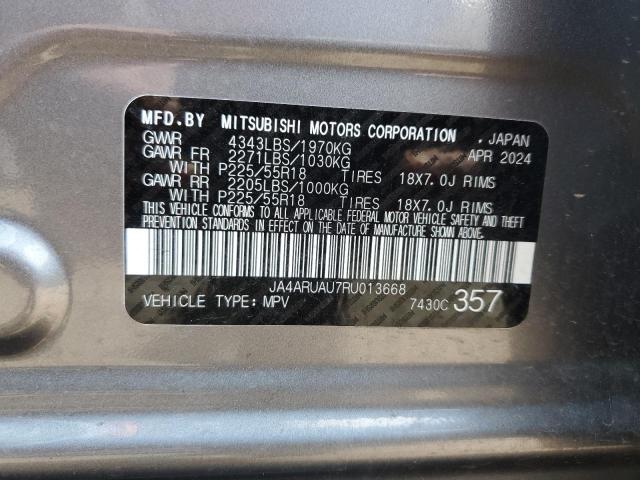 MFD.BY MITSUBISHI MOTORS CORPORATION , JAPAN
GVWR 4343LBS/1970KG APR 2024
GAWR FR 2271LBS/1030KG
WITH P225/55R18 TIRES 18X7.0J RIMS
GAWR RR 2205LBS/1000KG
WITH P225/55R18 TIRES 18X7.0J RIMS
THIS VEHICLE CONFORMS TO ALL APPLICABLE FEDERAL MOTOR VEHICLE SAFETY AND THEFT
PREVENTION STANDARDS IN EFFECT ON THE DATE OF MANUFACTURE SHOWN ABOVE.
JA4ARUAU7RU013668
VEHICLE TYPE:MPV 7430C 357